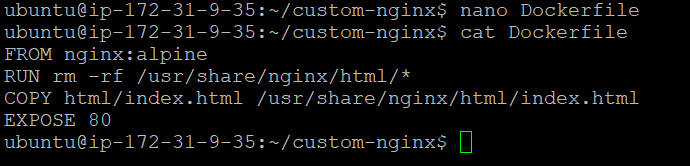 ubuntu@ip-172-31-9-35:~/custom-nginx$ nano Dockerfile
ubuntu@ip-172-31-9-35:~/custom-nginx$ cat Dockerfile
FROM nginx:alpine
RUN rm -rf /usr/share/nginx/html/*
COPY html/index.html /usr/share/nginx/html/index.html
EXPOSE 80
ubuntu@ip-172-31-9-35:~/custom-nginx$